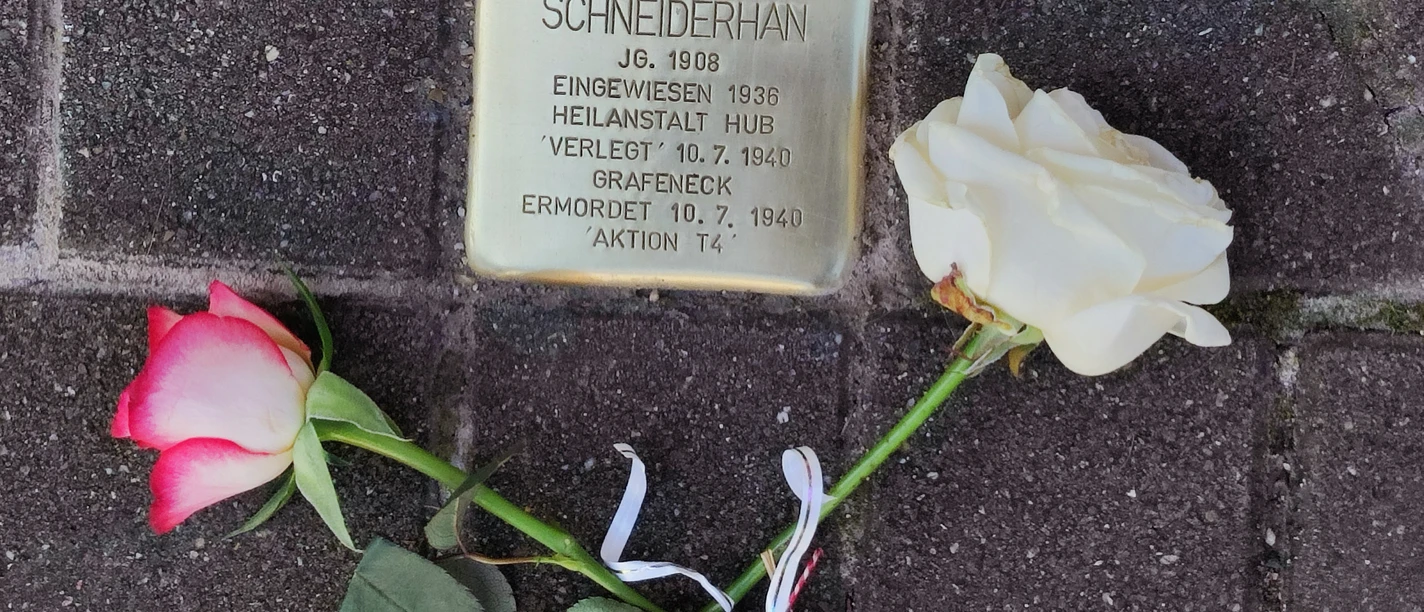 SCHNEIDERHAN
JG. 1908
EINGEWIESEN 1936
HEILANSTALT HUB
'VERLEGT' 10.7.1940
GRAFENECK
ERMORDET 10.7.1940
'AKTION T4'